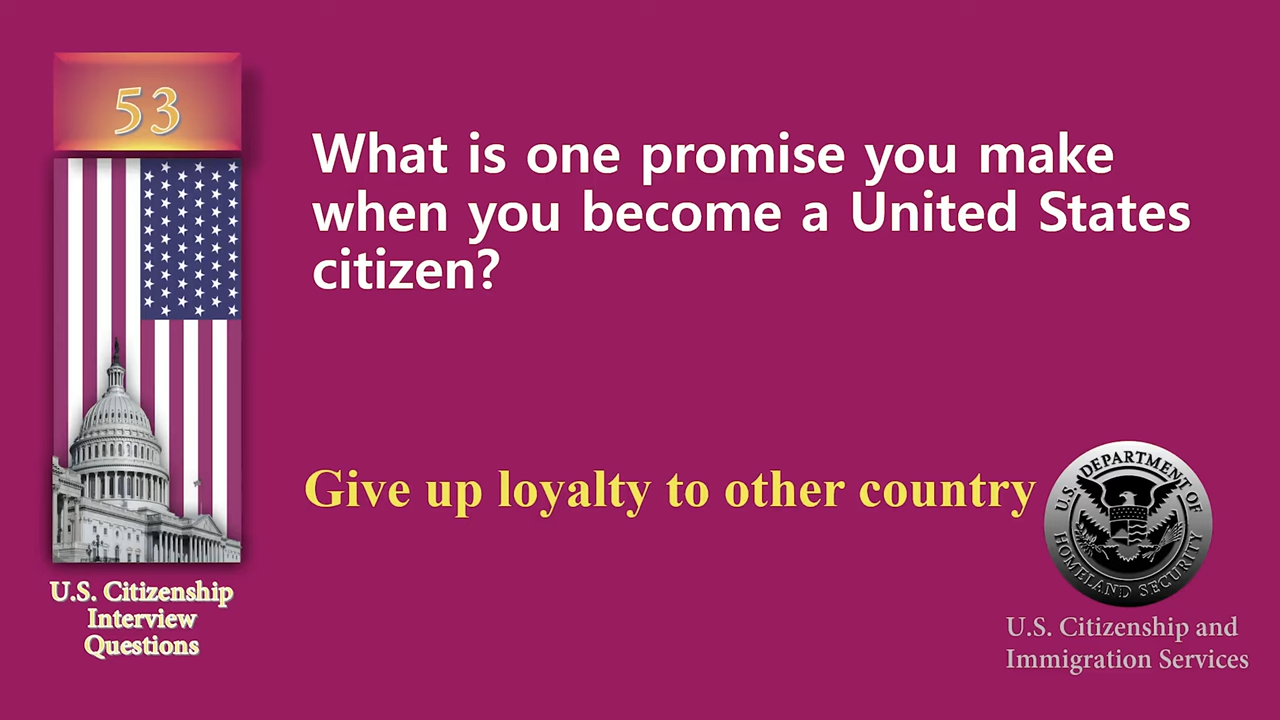 53
What is one promise you make
when you become a United States
citizen?
Give up loyalty to other country
U.S. DEPARTMENT OF
HOMELAND SECURITY
U.S. Citizenship
Interview
Questions
U.S. Citizenship and
Immigration Services